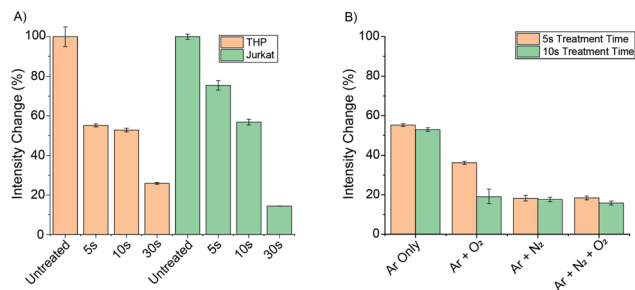 A)
THP
Jurkat
Intensity Change (%)
100
80
60
40
20
0
Untreated
5s
10s
30s
Untreated
5s
10s
30s
B)
5s Treatment Time
10s Treatment Time
Intensity Change (%)
100
80
60
40
20
0
Ar Only
Ar + O₂
Ar + N₂
Ar + N₂ + O₂